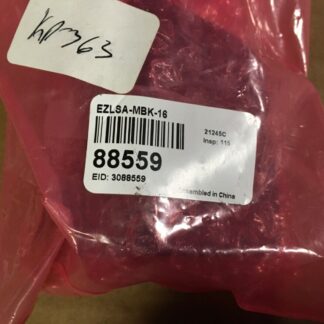 KP363
EZLSA-MBK-16
21245C
Insp: 115
88559
EID: 3088559
Assembled in China